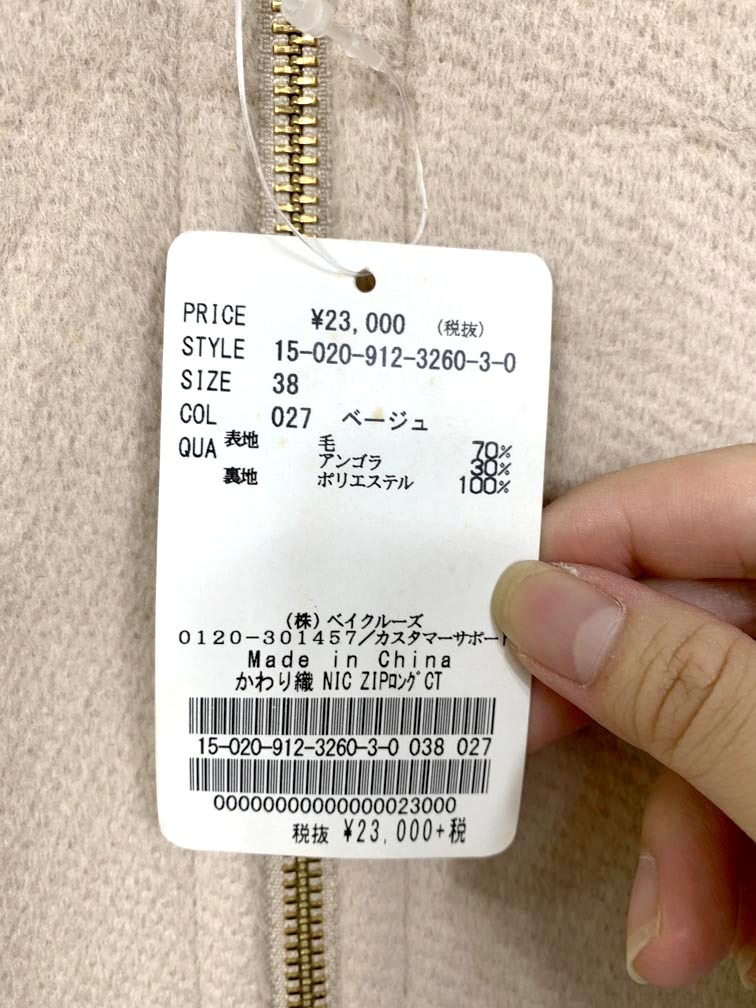 PRICE ¥23,000 (税抜)
STYLE 15-020-912-3260-3-0
SIZE 38
COL 027 ベージュ
QUA 表地 毛 70%
アンゴラ 30%
裏地 ポリエステル 100%
(株)ベイクルーズ
0120-301457/カスタマーサポート
Made in China
かわり織 NIC ZIPロングCT
15-020-912-3260-3-0 038 027
00000000000000023000
税抜 ¥23,000+税